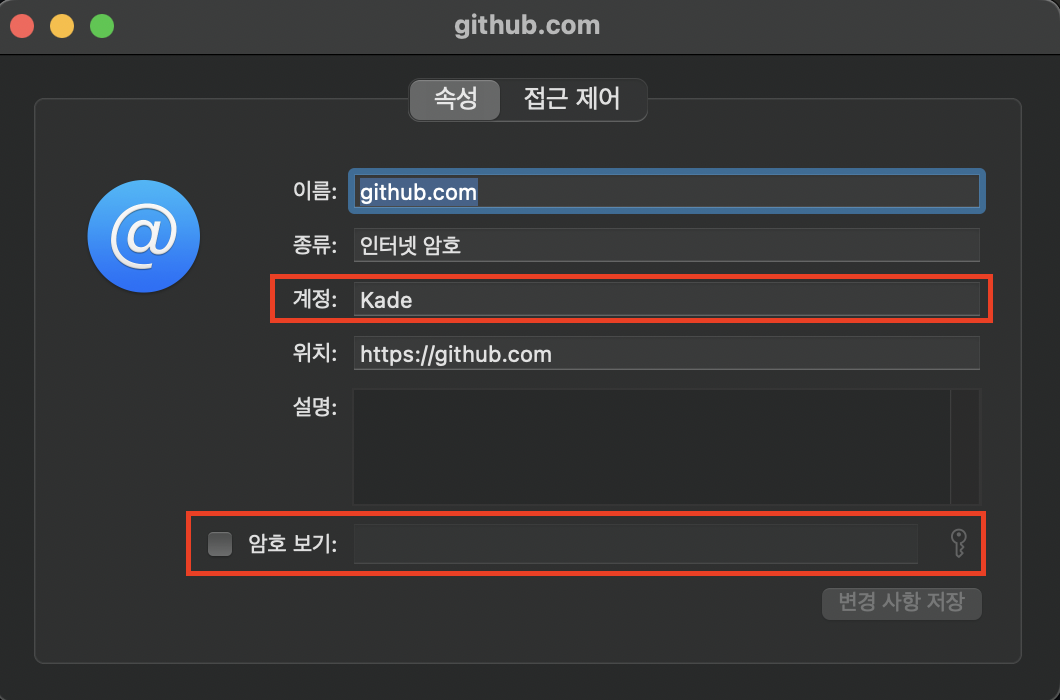 github.com
속성 접근 제어
@
이름: github.com
종류: 인터넷 암호
계정: Kade
위치: https://github.com
설명:
암호 보기:
변경 사항 저장